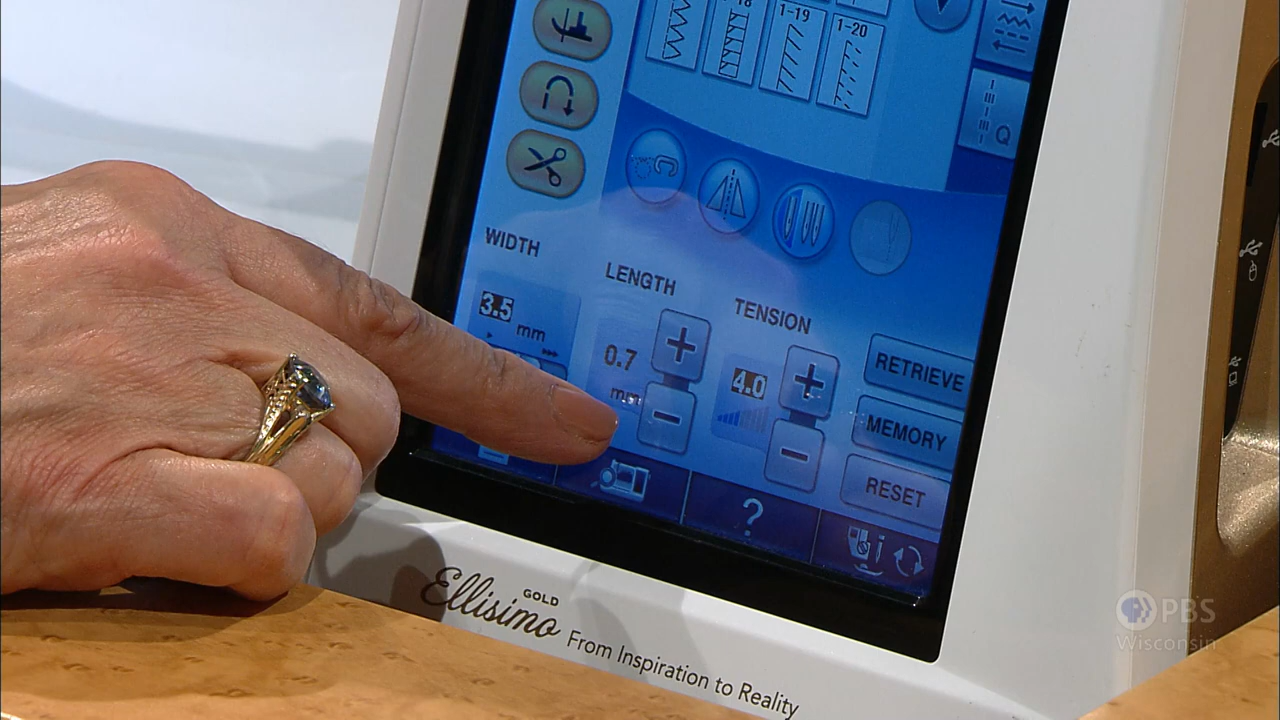 1-19
1-20
Q
WIDTH
LENGTH
TENSION
3.5
mm
0.7
mm
4.0
RETRIEVE
MEMORY
RESET
?
GOLD
Ellisimo From Inspiration to Reality
PBS
Wisconsin